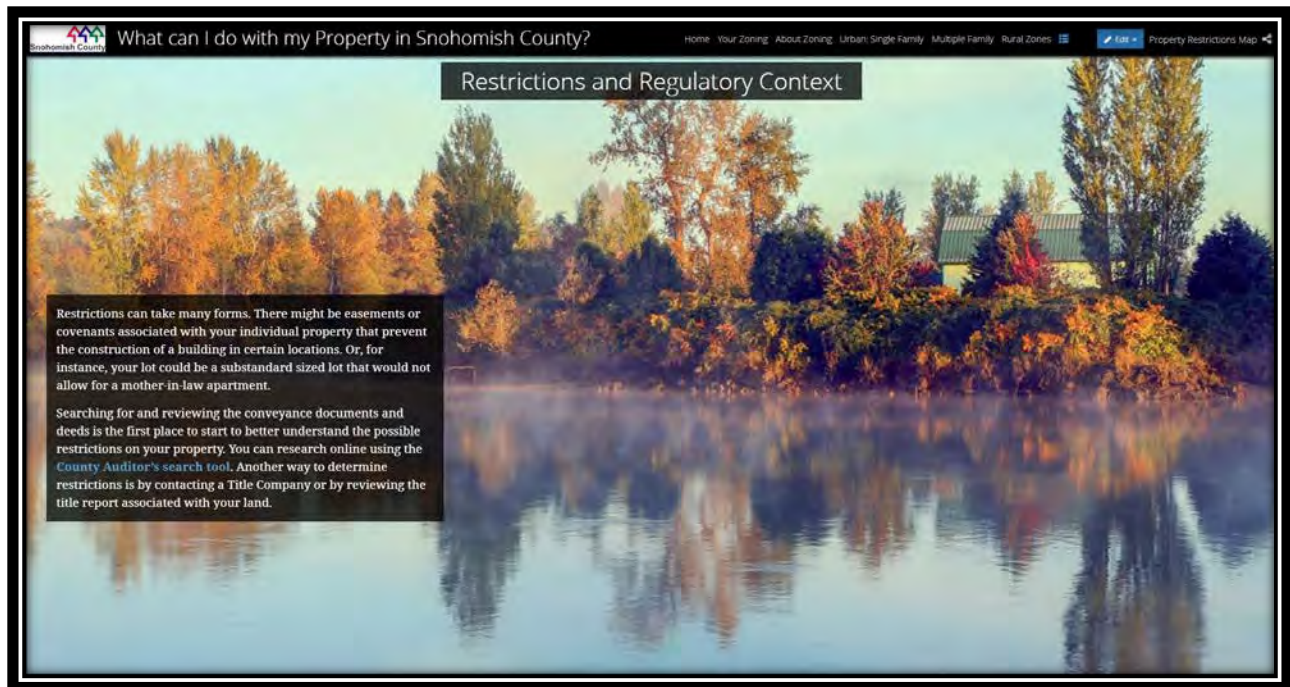 Snohomish County
What can I do with my Property in Snohomish County?
Home Your Zoning About Zoning Urban: Single Family Multiple Family Rural Zones
Edit
Property Restrictions Map
Restrictions and Regulatory Context
Restrictions can take many forms. There might be easements or
covenants associated with your individual property that prevent
the construction of a building in certain locations. Or, for
instance, your lot could be a substandard sized lot that would not
allow for a mother-in-law apartment.
Searching for and reviewing the conveyance documents and
deeds is the first place to start to better understand the possible
restrictions on your property. You can research online using the
County Auditor's search tool. Another way to determine
restrictions is by contacting a Title Company or by reviewing the
title report associated with your land.